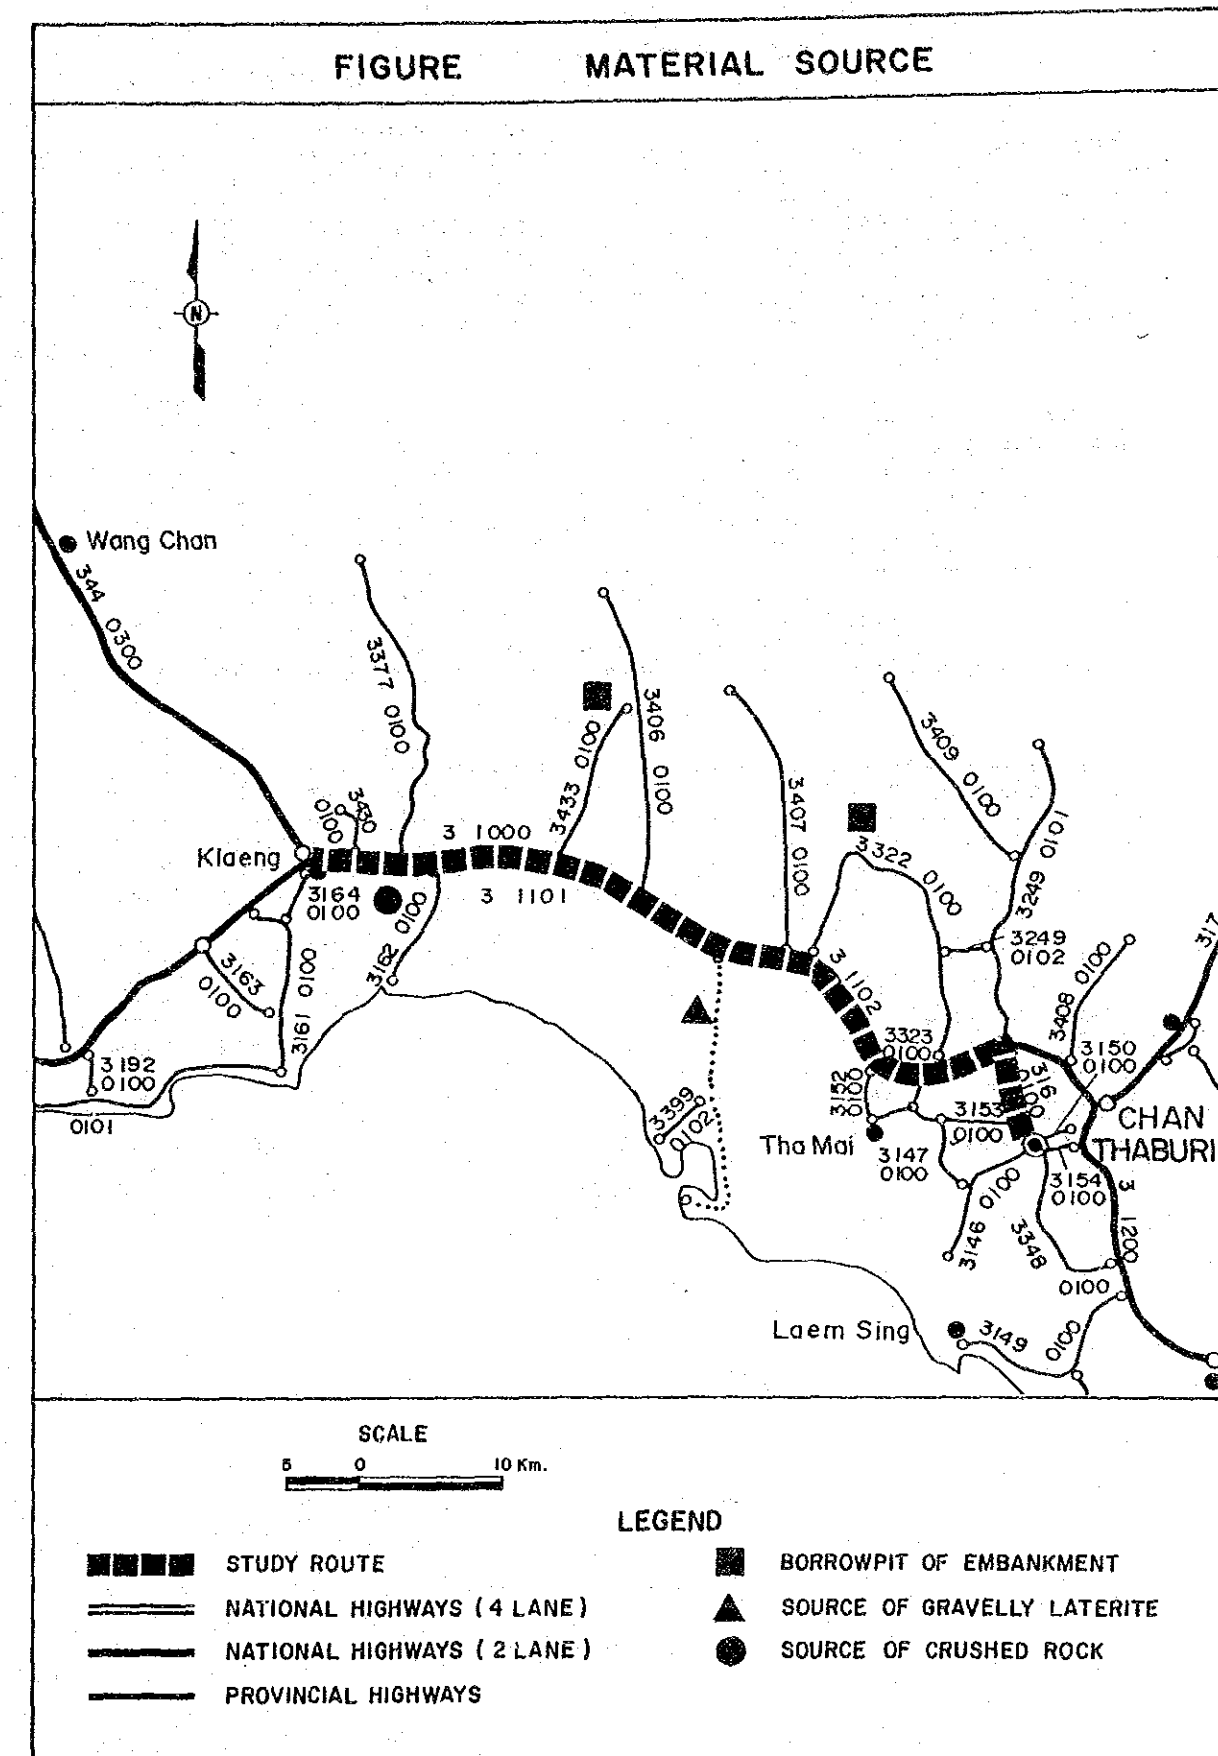 FIGURE MATERIAL SOURCE
N
Wang Chan
344 0300
3377 0100
3406 0100
3433 0100
3409 0100
3407 0100
3249 0101
3430
0100
3 1000
Klaeng
3 1101
3164
0100
3162 0100
3322 0100
3249
0102
317
3408 0100
3163
0100
3161 0100
3 1102
3323
0100
3150
0100
3192
0100
0101
3152
0100
316
0100
3399
0102
3153
0100
CHAN
THABURI
Tha Mai
3147
0100
3154
0100
3146 0100
3348
0100
3 1200
Laem Sing
3149 0100
SCALE
5 0 10 Km.
LEGEND
STUDY ROUTE
BORROWPIT OF EMBANKMENT
NATIONAL HIGHWAYS ( 4 LANE )
SOURCE OF GRAVELLY LATERITE
NATIONAL HIGHWAYS ( 2 LANE )
SOURCE OF CRUSHED ROCK
PROVINCIAL HIGHWAYS